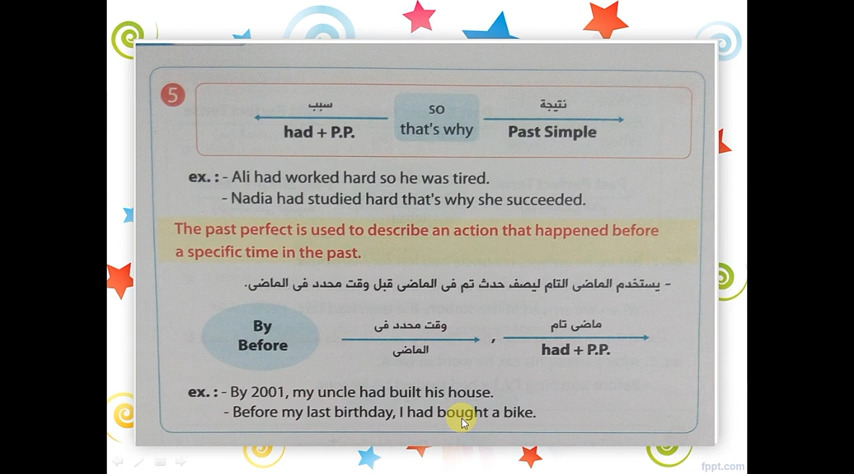 5
سبب
so
نتيجة
had + P.P.
that's why
Past Simple
ex. : - Ali had worked hard so he was tired.
- Nadia had studied hard that's why she succeeded.
The past perfect is used to describe an action that happened before
a specific time in the past.
- يستخدم الماضى التام ليصف حدث تم فى الماضى قبل وقت محدد فى الماضى.
By
Before
وقت محدد فى
الماضى
,
ماضى تام
had + P.P.
ex. : - By 2001, my uncle had built his house.
- Before my last birthday, I had bought a bike.
fppt.com